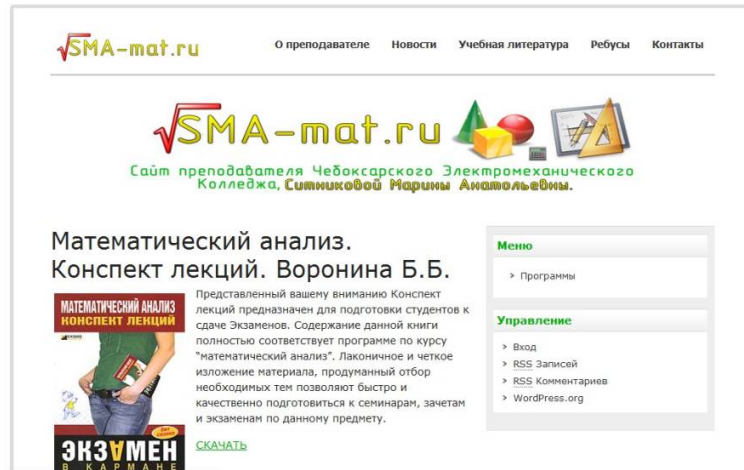 SMA-mat.ru
О преподавателе Новости Учебная литература Ребусы Контакты
SMA-mat.ru
Сайт преподавателя Чебоксарского Электромеханического
Колледжа, Ситниковой Марины Анатольевны.
Математический анализ.
Конспект лекций. Воронина Б.Б.
МАТЕМАТИЧЕСКИЙ АНАЛИЗ
КОНСПЕКТ ЛЕКЦИЙ
ЭКЗАМЕН
В КАРМАНЕ
Представленный вашему вниманию Конспект
лекций предназначен для подготовки студентов к
сдаче Экзаменов. Содержание данной книги
полностью соответствует программе по курсу
"математический анализ". Лаконичное и четкое
изложение материала, продуманный отбор
необходимых тем позволяют быстро и
качественно подготовиться к семинарам, зачетам
и экзаменам по данному предмету.
СКАЧАТЬ
Меню
> Программы
Управление
> Вход
> RSS Записей
> RSS Комментариев
> WordPress.org